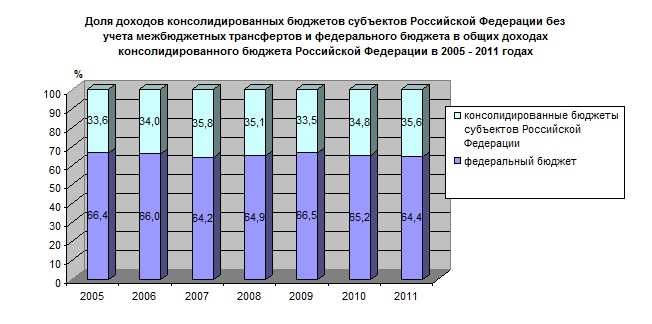 Доля доходов консолидированных бюджетов субъектов Российской Федерации без
учета межбюджетных трансфертов и федерального бюджета в общих доходах
консолидированного бюджета Российской Федерации в 2005 - 2011 годах
%
100
90
80
70
60
50
40
30
20
10
0
33,6 34,0 35,8 35,1 33,5 34,8 35,6
66,4 66,0 64,2 64,9 66,5 65,2 64,4
2005 2006 2007 2008 2009 2010 2011
консолидированные бюджеты
субъектов Российской
Федерации
федеральный бюджет